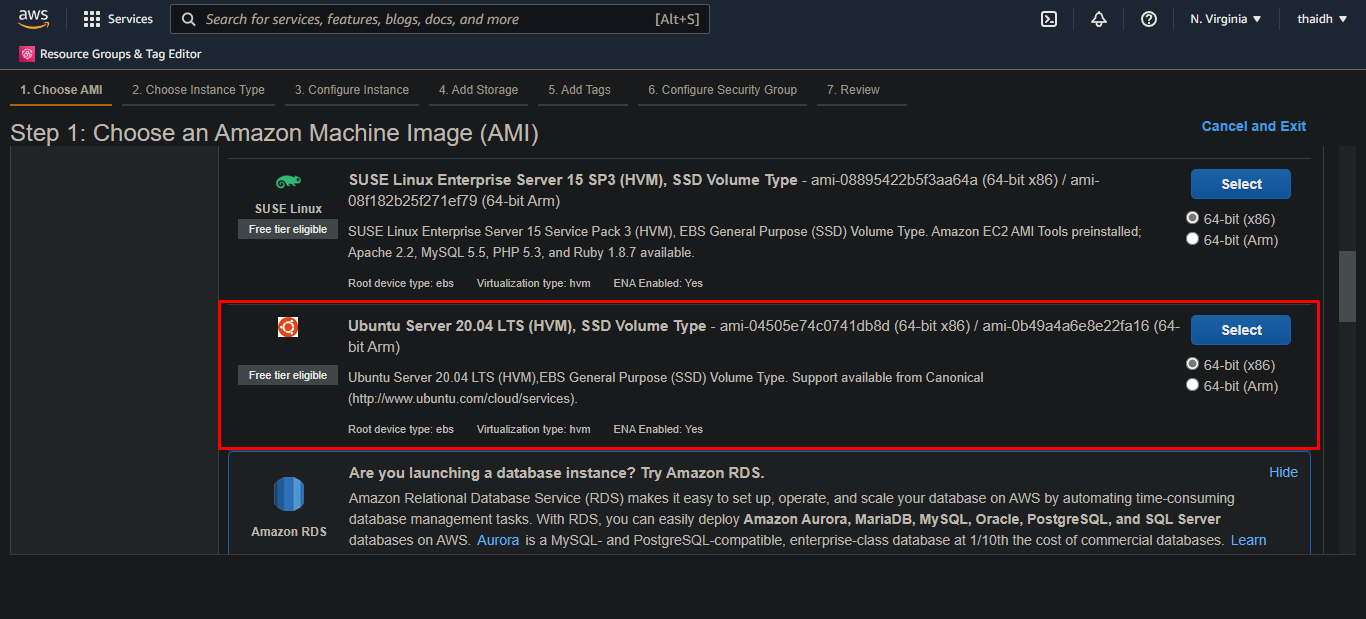 aws
Services
Search for services, features, blogs, docs, and more
[Alt+S]
N. Virginia
thaidh
Resource Groups & Tag Editor
1. Choose AMI
2. Choose Instance Type
3. Configure Instance
4. Add Storage
5. Add Tags
6. Configure Security Group
7. Review
Step 1: Choose an Amazon Machine Image (AMI)
Cancel and Exit
SUSE Linux
Free tier eligible
SUSE Linux Enterprise Server 15 SP3 (HVM), SSD Volume Type - ami-08895422b5f3aa64a (64-bit x86) / ami-
08f182b25f271ef79 (64-bit Arm)
SUSE Linux Enterprise Server 15 Service Pack 3 (HVM), EBS General Purpose (SSD) Volume Type. Amazon EC2 AMI Tools preinstalled;
Apache 2.2, MySQL 5.5, PHP 5.3, and Ruby 1.8.7 available.
Root device type: ebs Virtualization type: hvm ENA Enabled: Yes
Select
64-bit (x86)
64-bit (Arm)
Free tier eligible
Ubuntu Server 20.04 LTS (HVM), SSD Volume Type - ami-04505e74c0741db8d (64-bit x86) / ami-0b49a4a6e8e22fa16 (64-
bit Arm)
Ubuntu Server 20.04 LTS (HVM),EBS General Purpose (SSD) Volume Type. Support available from Canonical
(http://www.ubuntu.com/cloud/services).
Root device type: ebs Virtualization type: hvm ENA Enabled: Yes
Select
64-bit (x86)
64-bit (Arm)
Amazon RDS
Are you launching a database instance? Try Amazon RDS.
Hide
Amazon Relational Database Service (RDS) makes it easy to set up, operate, and scale your database on AWS by automating time-consuming
database management tasks. With RDS, you can easily deploy Amazon Aurora, MariaDB, MySQL, Oracle, PostgreSQL, and SQL Server
databases on AWS. Aurora is a MySQL- and PostgreSQL-compatible, enterprise-class database at 1/10th the cost of commercial databases. Learn